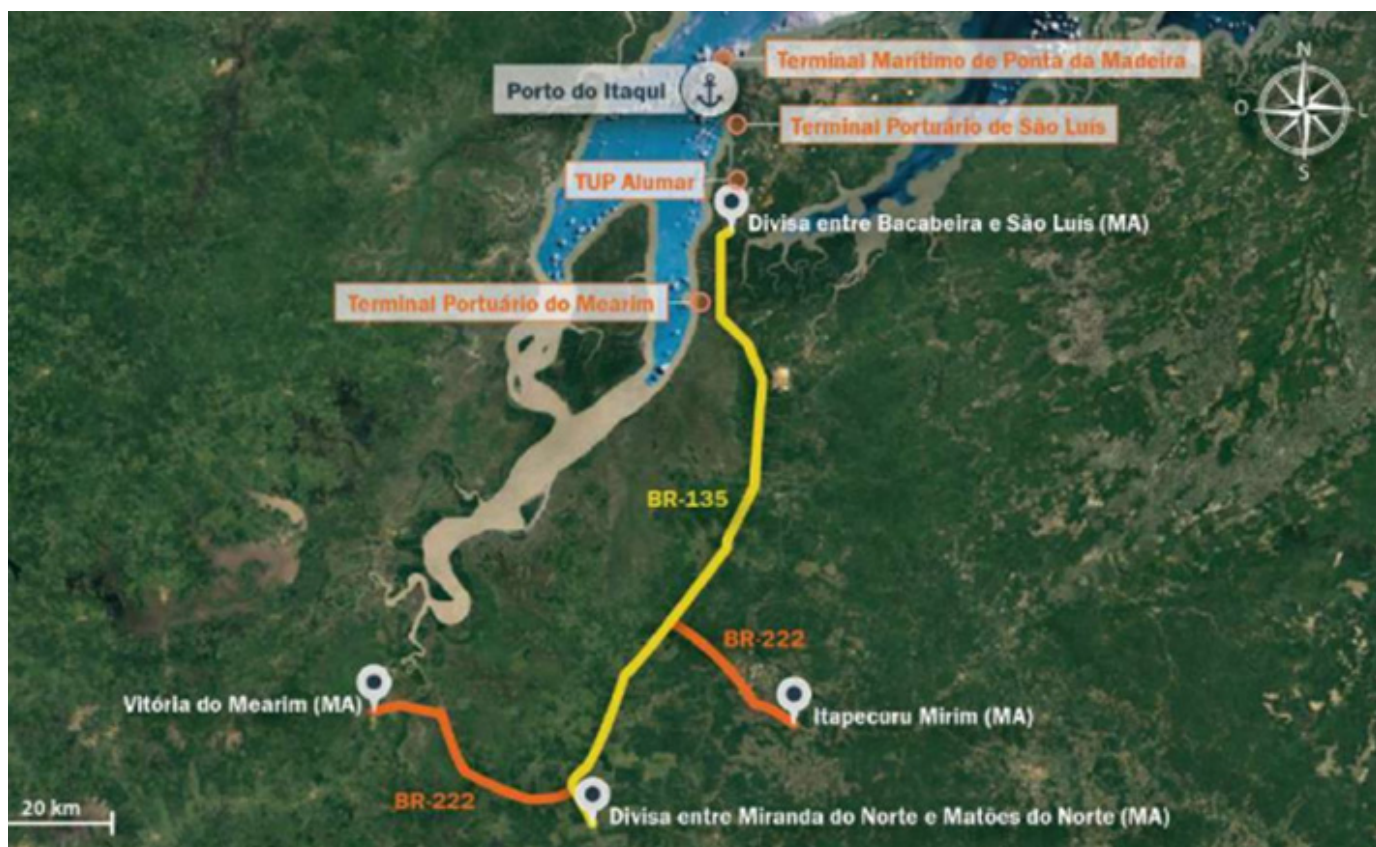 Terminal Marítimo de Ponta da Madeira
Porto do Itaqui
Terminal Portuário de São Luís
TUP Alumar
Divisa entre Bacabeira e São Luís (MA)
Terminal Portuário do Mearim
N
O
L
S
BR-135
BR-222
Vitória do Mearim (MA)
Itapecuru Mirim (MA)
BR-222
20 km
Divisa entre Miranda do Norte e Matões do Norte (MA)